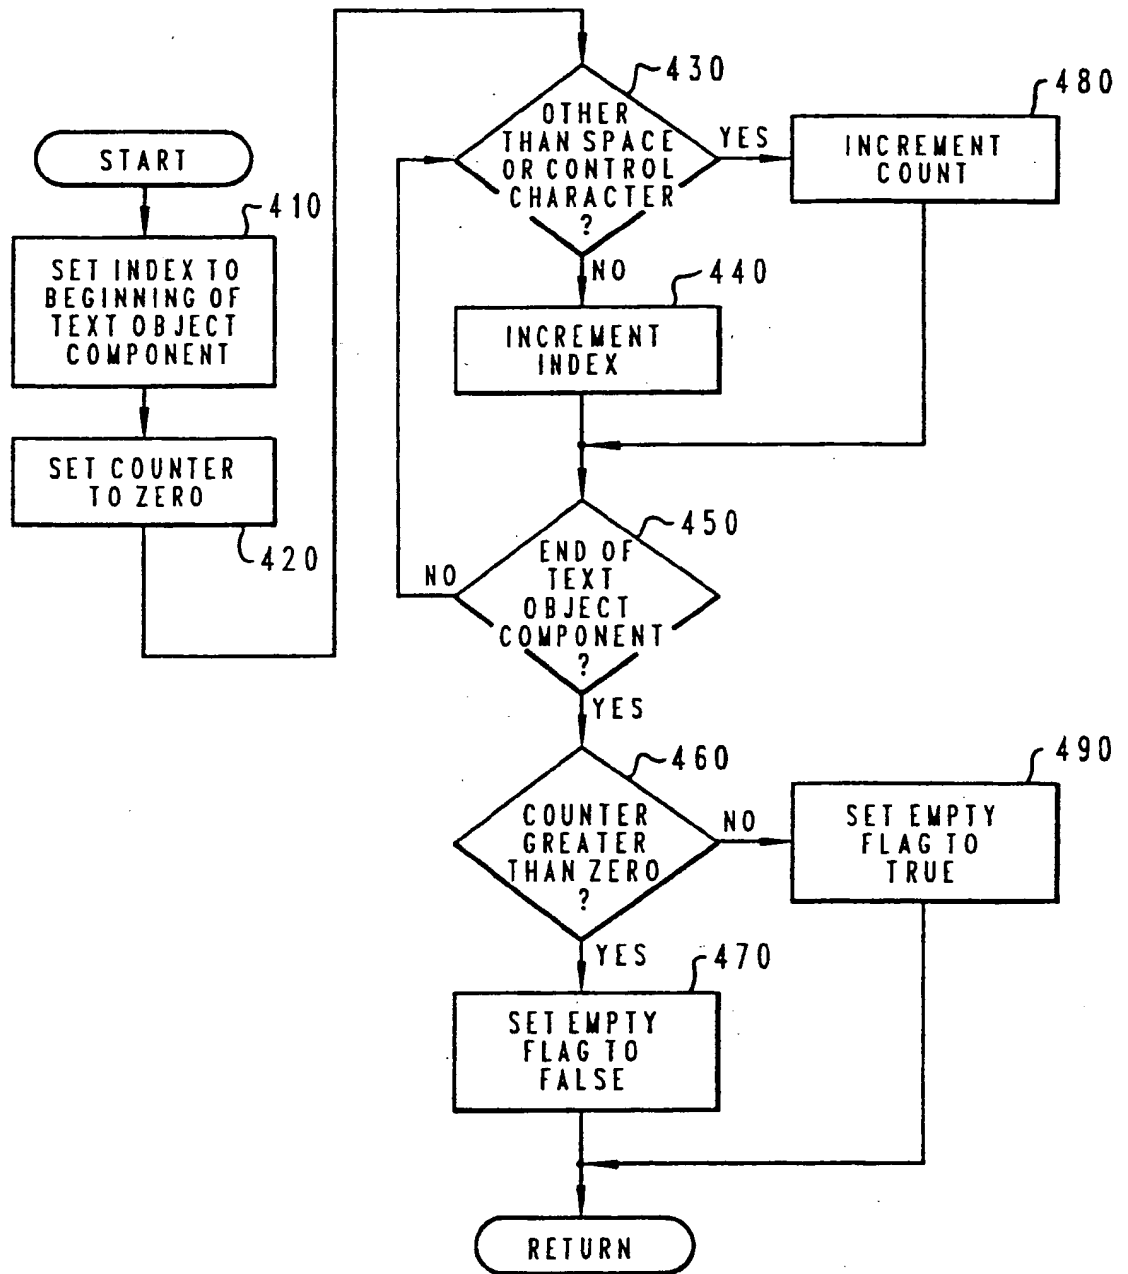 START
410
SET INDEX TO
BEGINNING OF
TEXT OBJECT
COMPONENT
SET COUNTER
TO ZERO
420
430
OTHER
THAN SPACE
OR CONTROL
CHARACTER
?
YES
480
INCREMENT
COUNT
NO
440
INCREMENT
INDEX
450
END OF
TEXT
OBJECT
COMPONENT
?
NO
YES
460
COUNTER
GREATER
THAN ZERO
?
NO
490
SET EMPTY
FLAG TO
TRUE
YES
470
SET EMPTY
FLAG TO
FALSE
RETURN